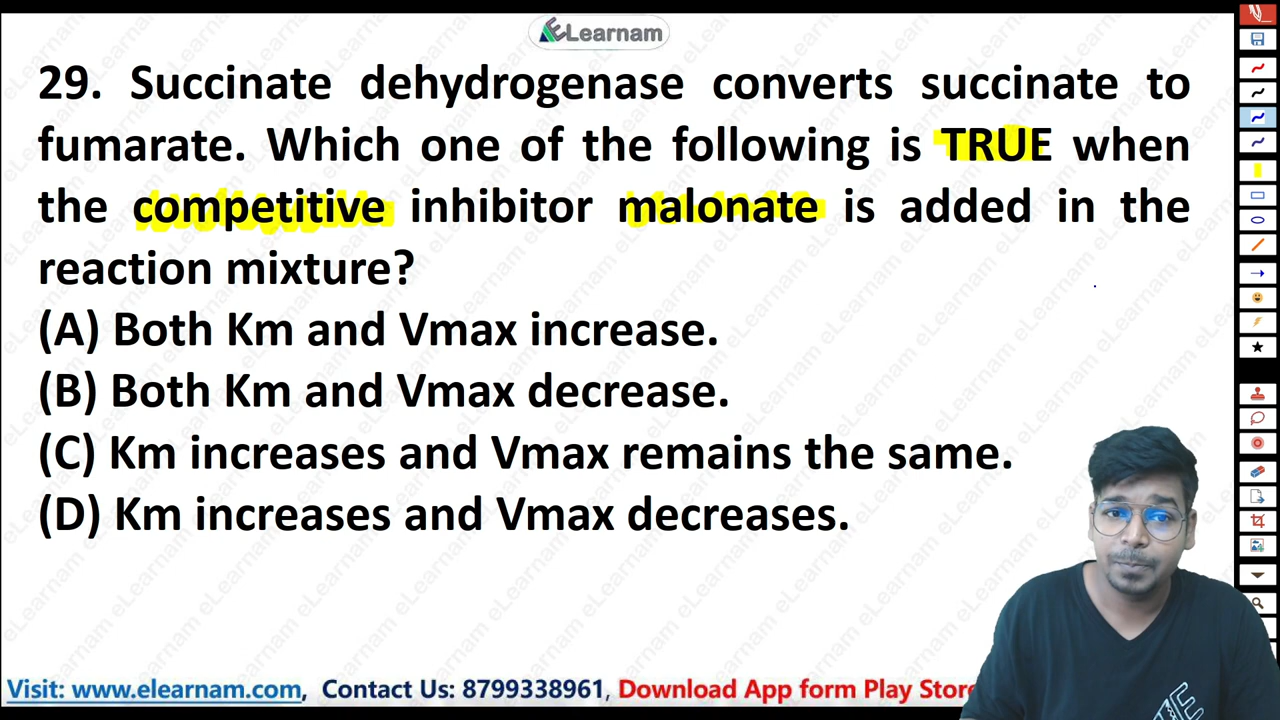 ELearnam
29. Succinate dehydrogenase converts succinate to
fumarate. Which one of the following is TRUE when
the competitive inhibitor malonate is added in the
reaction mixture?
(A) Both Km and Vmax increase.
(B) Both Km and Vmax decrease.
(C) Km increases and Vmax remains the same.
(D) Km increases and Vmax decreases.
Visit: www.elearnam.com, Contact Us: 8799338961, Download App form Play Store